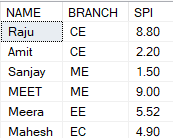 NAME BRANCH SPI
Raju CE 8.80
Amit CE 2.20
Sanjay ME 1.50
MEET ME 9.00
Meera EE 5.52
Mahesh EC 4.90